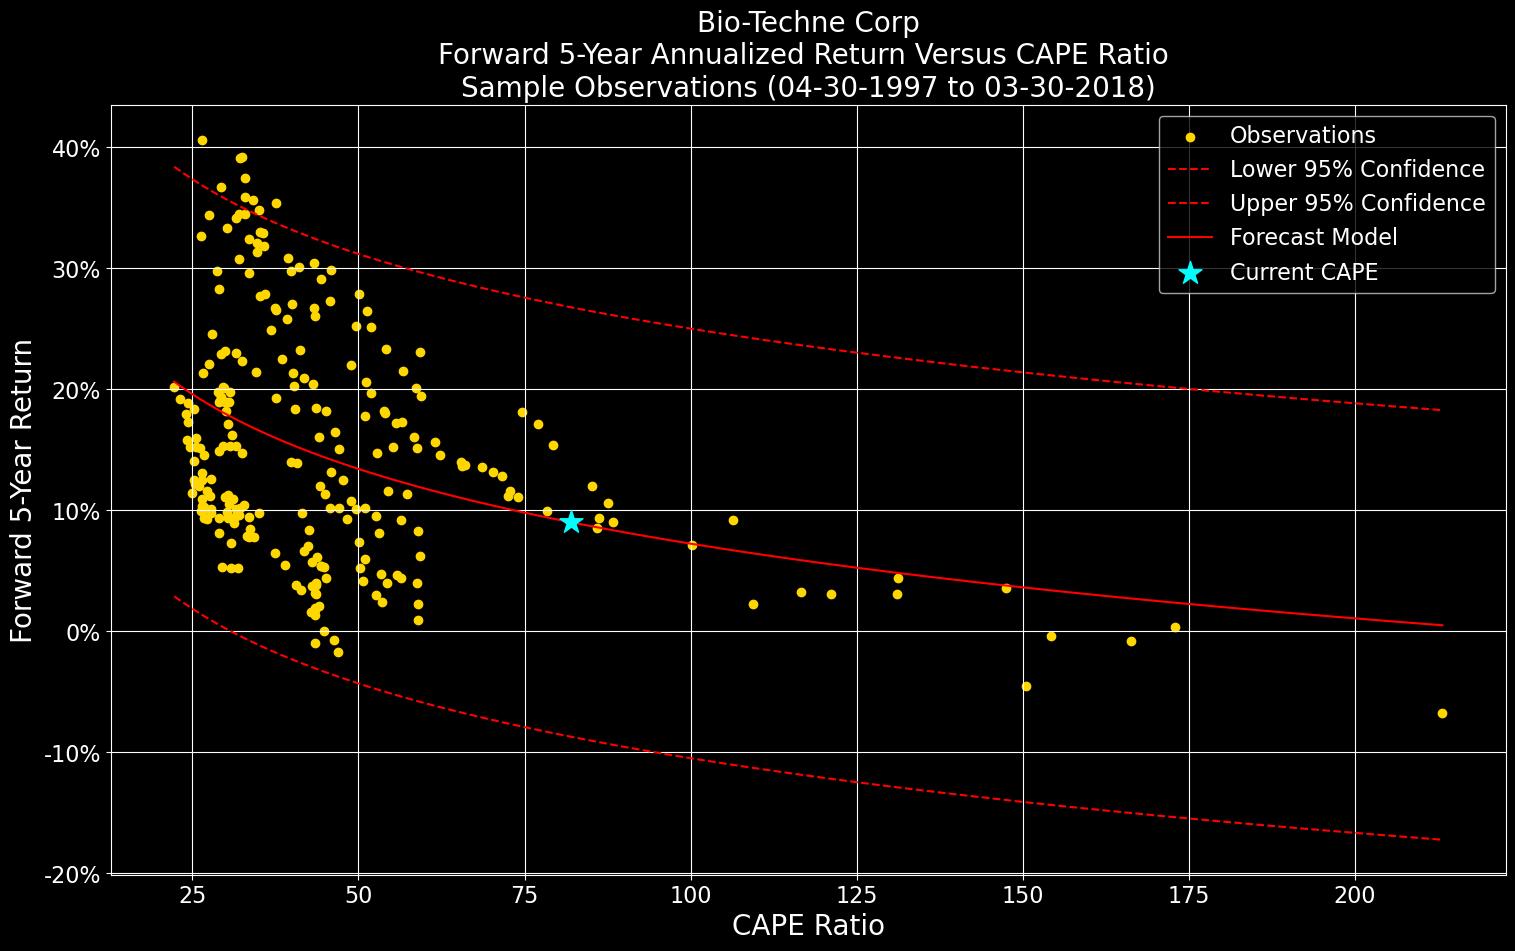 Bio-Techne Corp
Forward 5-Year Annualized Return Versus CAPE Ratio
Sample Observations (04-30-1997 to 03-30-2018)
Observations
Lower 95% Confidence
Upper 95% Confidence
Forecast Model
Current CAPE
Forward 5-Year Return
40%
30%
20%
10%
0%
-10%
-20%
25 50 75 100 125 150 175 200
CAPE Ratio